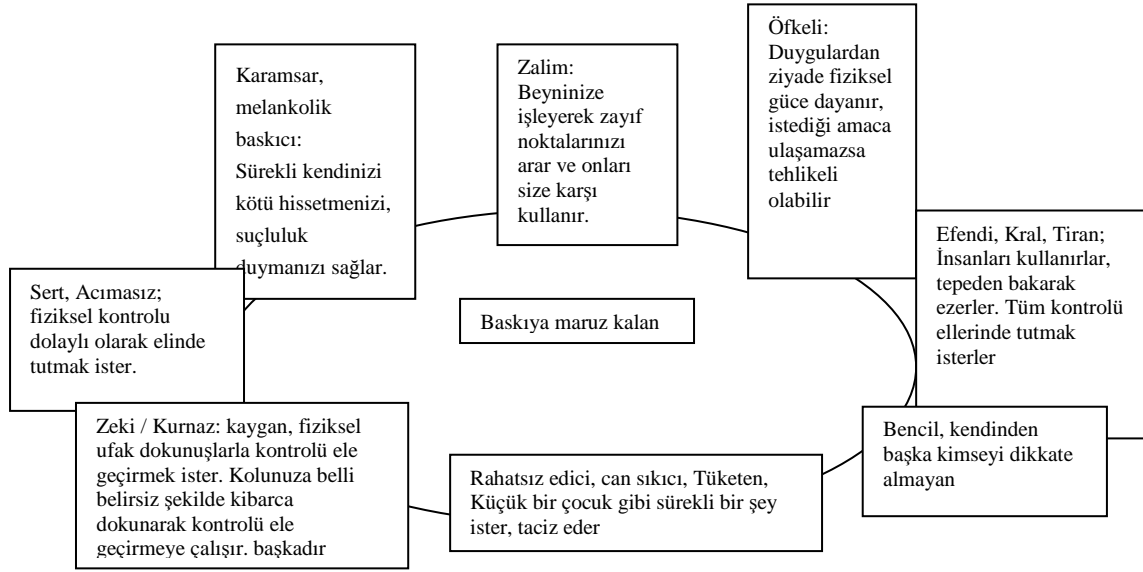 Öfkeli:
Duygulardan
ziyade fiziksel
güce dayanır,
istediği amaca
ulaşamazsa
tehlikeli
olabilir
Zalim:
Beyninize
işleyerek zayıf
noktalarınızı
arar ve onları
size karşı
kullanır.
Karamsar,
melankolik
baskıcı:
Sürekli kendinizi
kötü hissetmenizi,
suçluluk
duymanızı sağlar.
Efendi, Kral, Tiran;
İnsanları kullanırlar,
tepeden bakarak
ezerler. Tüm kontrolü
ellerinde tutmak
isterler
Sert, Acımasız;
fiziksel kontrolu
dolaylı olarak elinde
tutmak ister.
Baskıya maruz kalan
Zeki / Kurnaz: kaygan, fiziksel
ufak dokunuşlarla kontrolü ele
geçirmek ister. Kolunuza belli
belirsiz şekilde kibarca
dokunarak kontrolü ele
geçirmeye çalışır. başkadır
Rahatsız edici, can sıkıcı, Tüketen,
Küçük bir çocuk gibi sürekli bir şey
ister, taciz eder
Bencil, kendinden
başka kimseyi dikkate
almayan